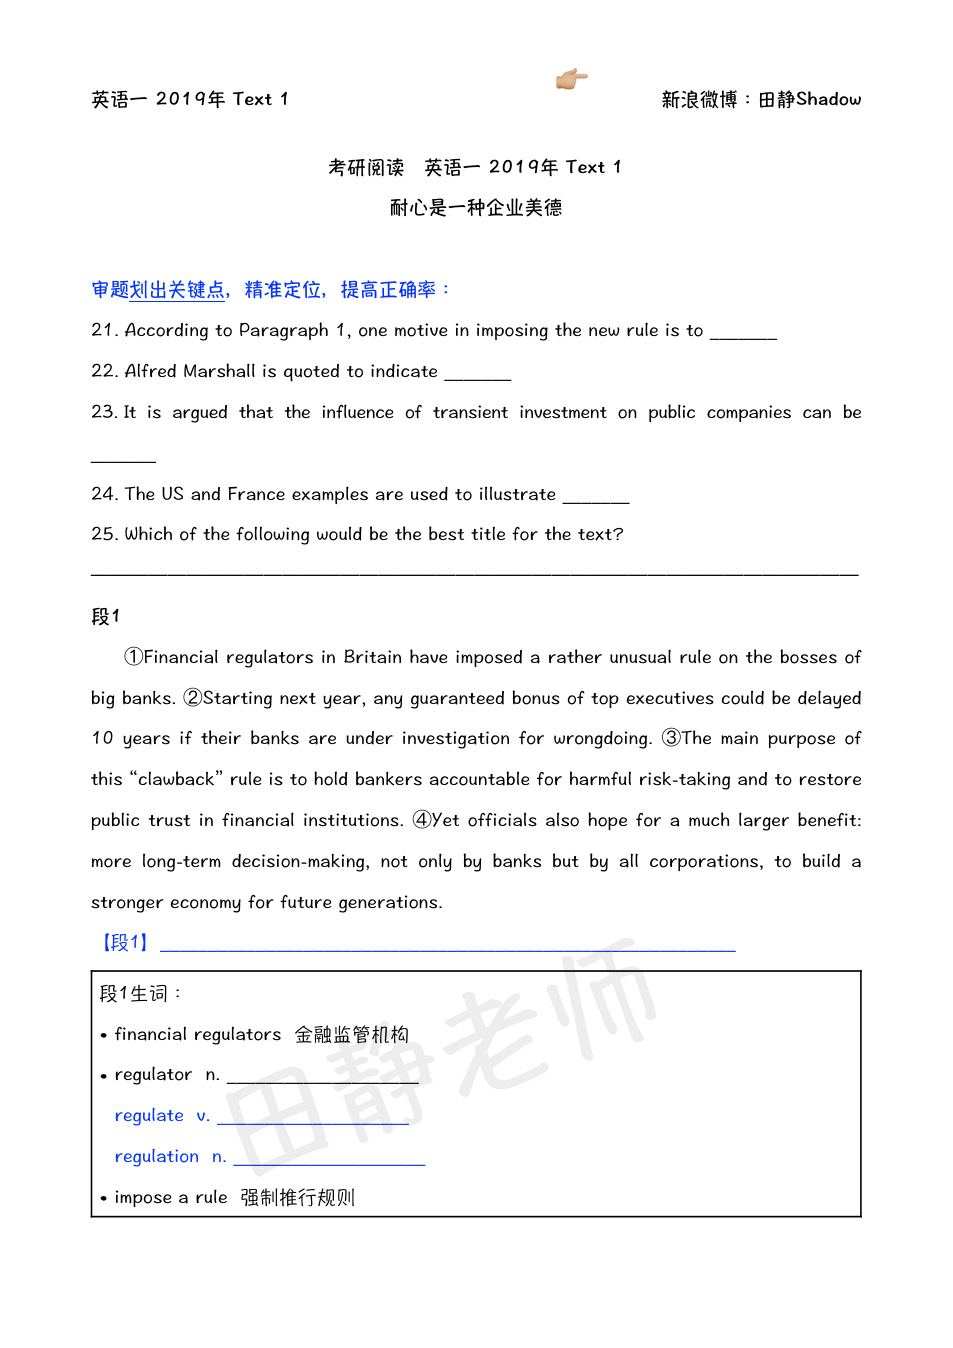 英语一 2019年 Text 1 新浪微博：田静Shadow
考研阅读 英语一 2019年 Text 1
耐心是一种企业美德
审题划出关键点，精准定位，提高正确率：
21. According to Paragraph 1, one motive in imposing the new rule is to _______
22. Alfred Marshall is quoted to indicate _______
23. It is argued that the influence of transient investment on public companies can be
_______
24. The US and France examples are used to illustrate _______
25. Which of the following would be the best title for the text?
段1
①Financial regulators in Britain have imposed a rather unusual rule on the bosses of
big banks. ②Starting next year, any guaranteed bonus of top executives could be delayed
10 years if their banks are under investigation for wrongdoing. ③The main purpose of
this “clawback” rule is to hold bankers accountable for harmful risk-taking and to restore
public trust in financial institutions. ④Yet officials also hope for a much larger benefit:
more long-term decision-making, not only by banks but by all corporations, to build a
stronger economy for future generations.
【段1】____________________________________________________________
段1生词：
• financial regulators 金融监管机构
• regulator n. ____________________
regulate v. ____________________
regulation n. ____________________
• impose a rule 强制推行规则
田静老师